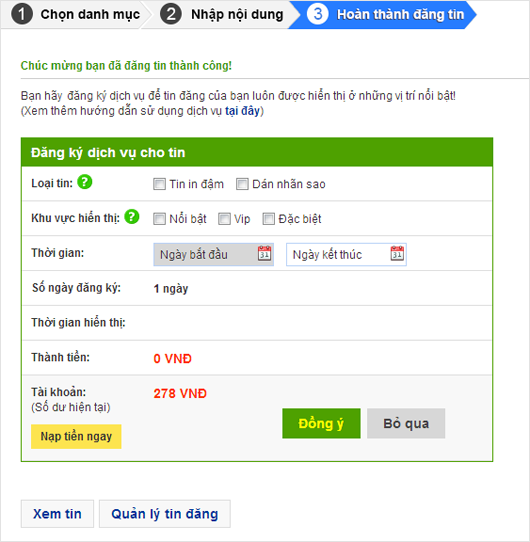 1 Chọn danh mục 2 Nhập nội dung 3 Hoàn thành đăng tin
Chúc mừng bạn đã đăng tin thành công!
Bạn hãy đăng ký dịch vụ để tin đăng của bạn luôn được hiển thị ở những vị trí nổi bật!
(Xem thêm hướng dẫn sử dụng dịch vụ tại đây)
Đăng ký dịch vụ cho tin
Loại tin: ? Tin in đậm Dán nhãn sao
Khu vực hiển thị: ? Nổi bật Vip Đặc biệt
Thời gian: Ngày bắt đầu 31 Ngày kết thúc 31
Số ngày đăng ký: 1 ngày
Thời gian hiển thị:
Thành tiền: 0 VNĐ
Tài khoản: 278 VNĐ
(Số dư hiện tại)
Nạp tiền ngay Đồng ý Bỏ qua
Xem tin Quản lý tin đăng